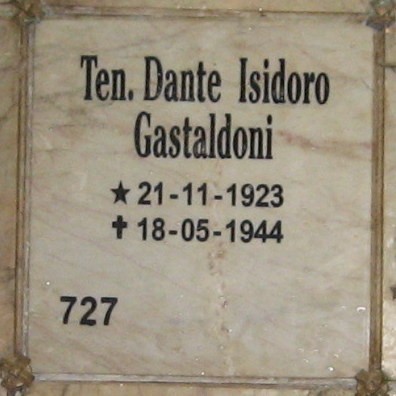 Ten. Dante Isidoro
Gastaldoni
★ 21-11-1923
✝ 18-05-1944
727